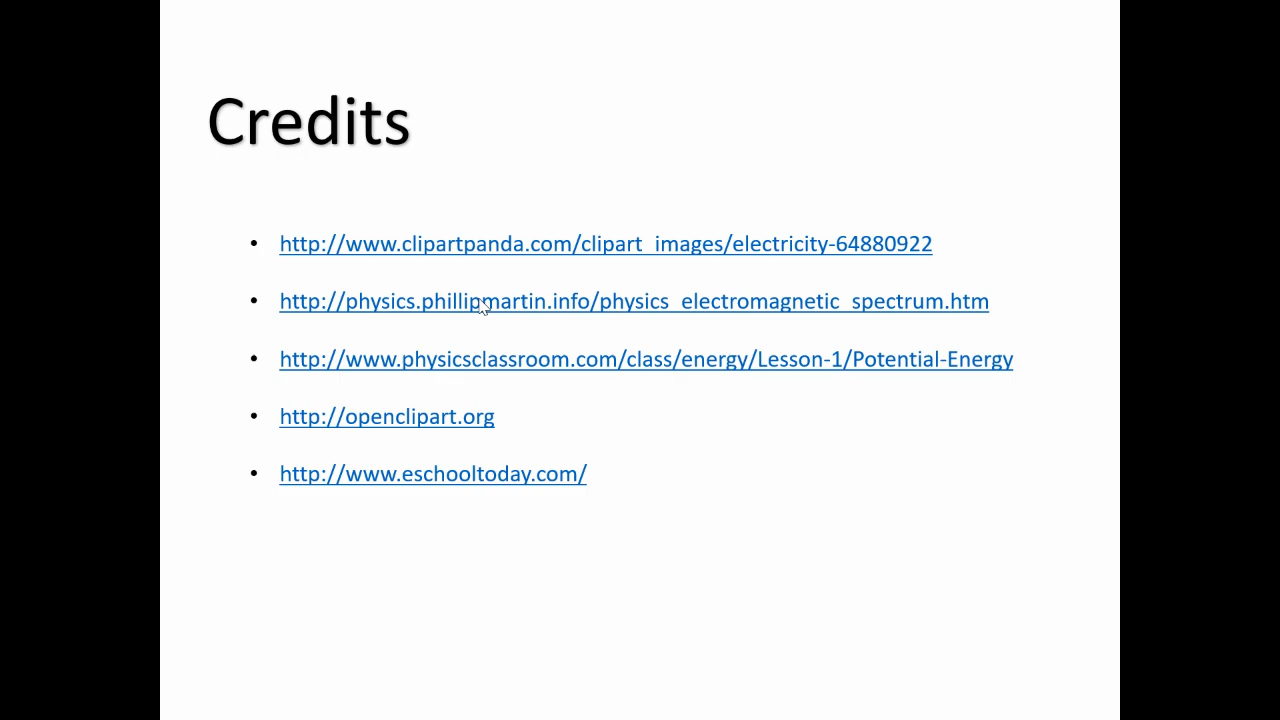 Credits
• http://www.clipartpanda.com/clipart_images/electricity-64880922
• http://physics.phillipmartin.info/physics_electromagnetic_spectrum.htm
• http://www.physicsclassroom.com/class/energy/Lesson-1/Potential-Energy
• http://openclipart.org
• http://www.eschooltoday.com/